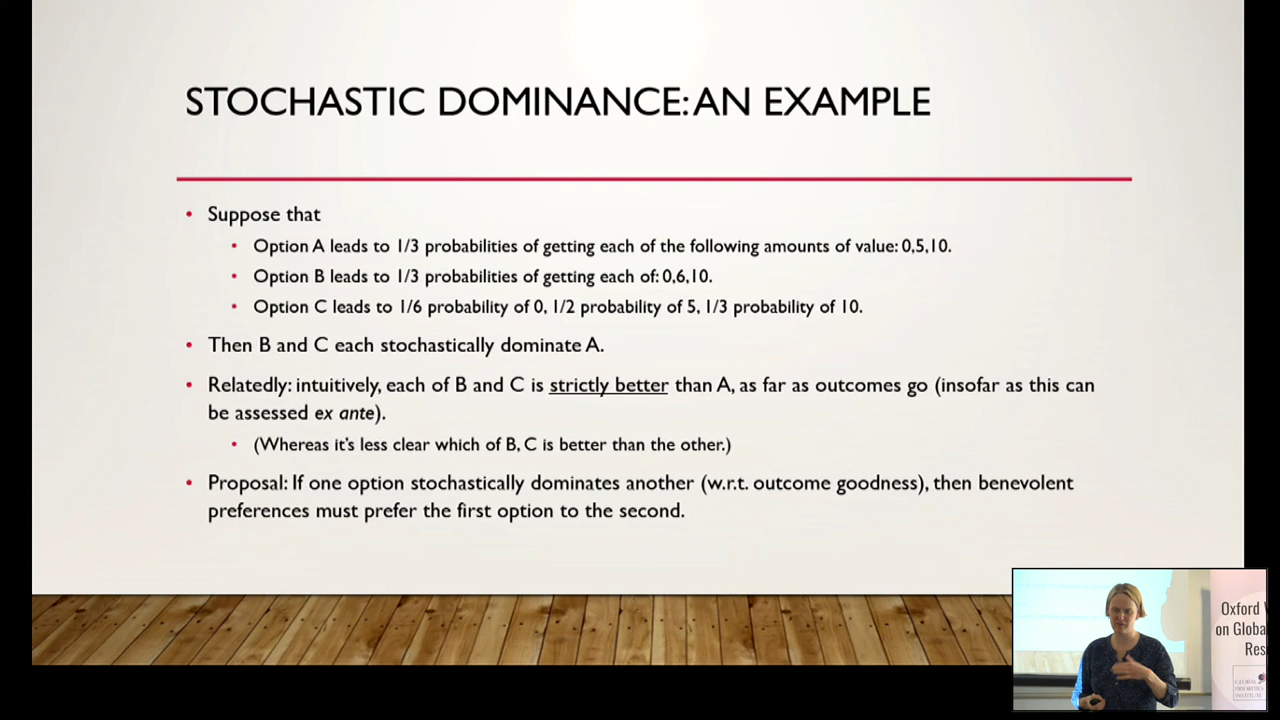 STOCHASTIC DOMINANCE: AN EXAMPLE
• Suppose that
• Option A leads to 1/3 probabilities of getting each of the following amounts of value: 0,5,10.
• Option B leads to 1/3 probabilities of getting each of: 0,6,10.
• Option C leads to 1/6 probability of 0, 1/2 probability of 5, 1/3 probability of 10.
• Then B and C each stochastically dominate A.
• Relatedly: intuitively, each of B and C is strictly better than A, as far as outcomes go (insofar as this can
be assessed ex ante).
• (Whereas it's less clear which of B, C is better than the other.)
• Proposal: If one option stochastically dominates another (w.r.t. outcome goodness), then benevolent
preferences must prefer the first option to the second.
Oxford
on Globa
Res
GLOBAL
PRIORITIES
INSTITUTE